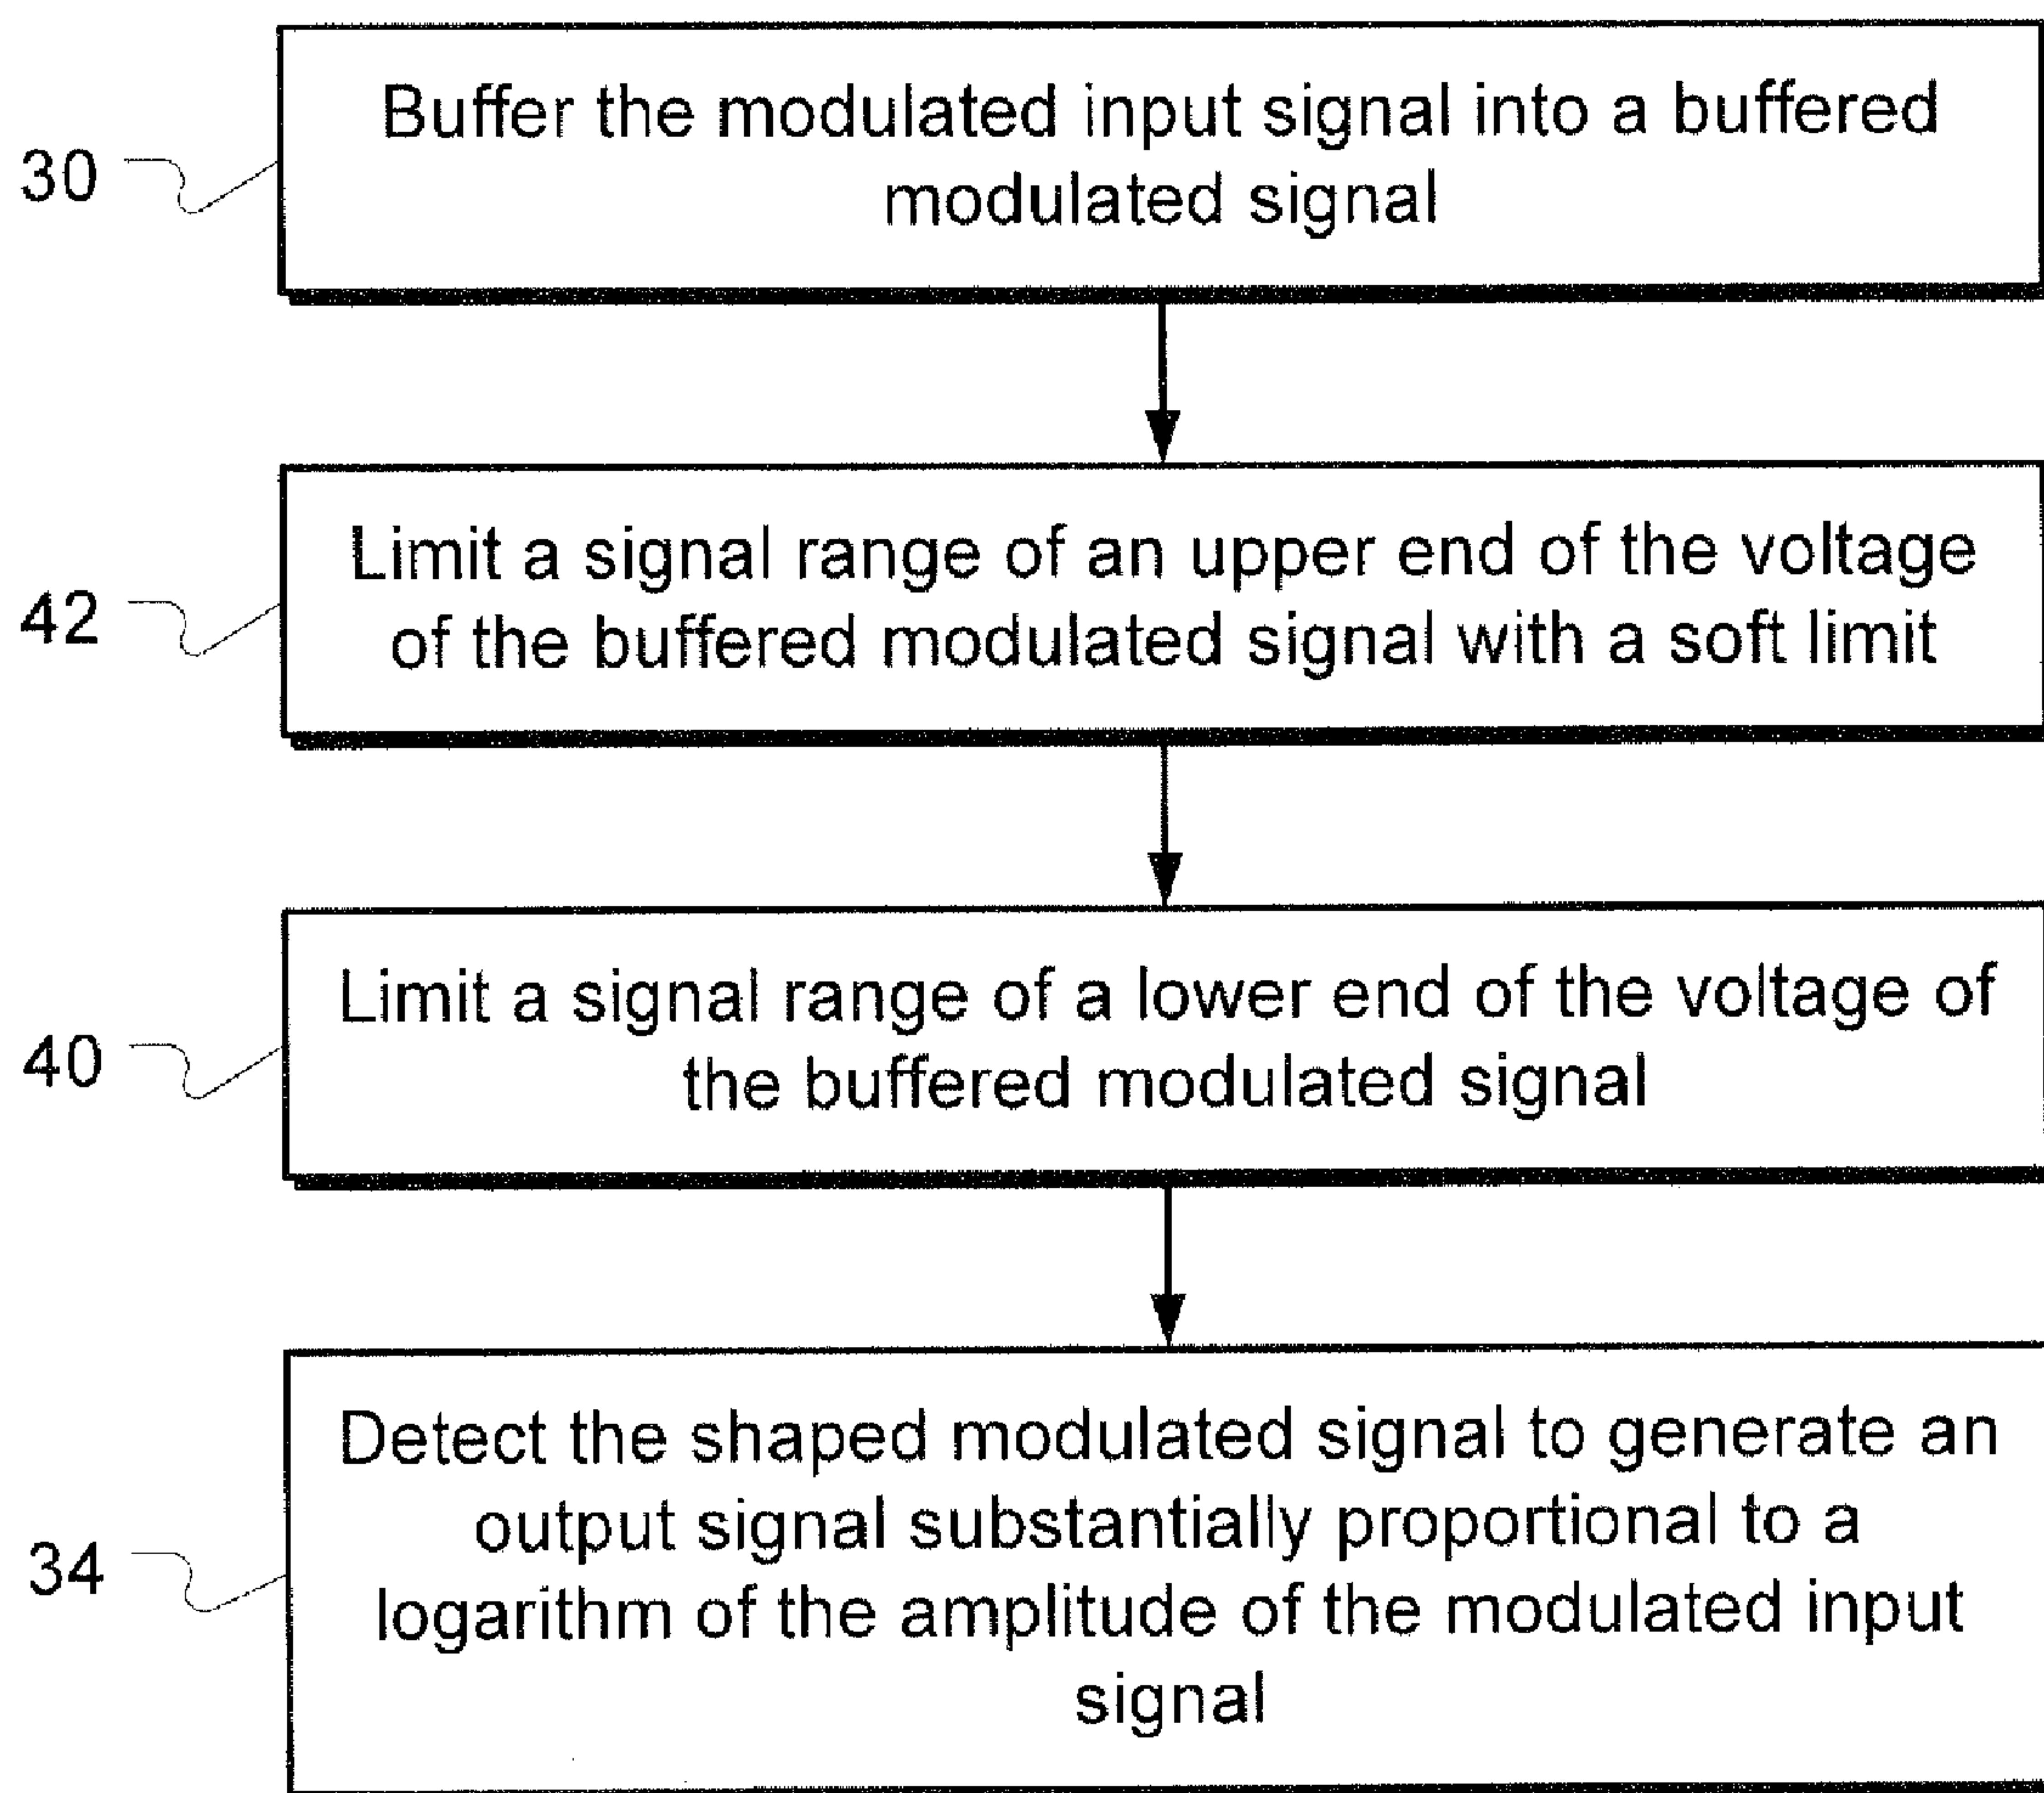 30
Buffer the modulated input signal into a buffered
modulated signal
42
Limit a signal range of an upper end of the voltage
of the buffered modulated signal with a soft limit
40
Limit a signal range of a lower end of the voltage of
the buffered modulated signal
34
Detect the shaped modulated signal to generate an
output signal substantially proportional to a
logarithm of the amplitude of the modulated input
signal